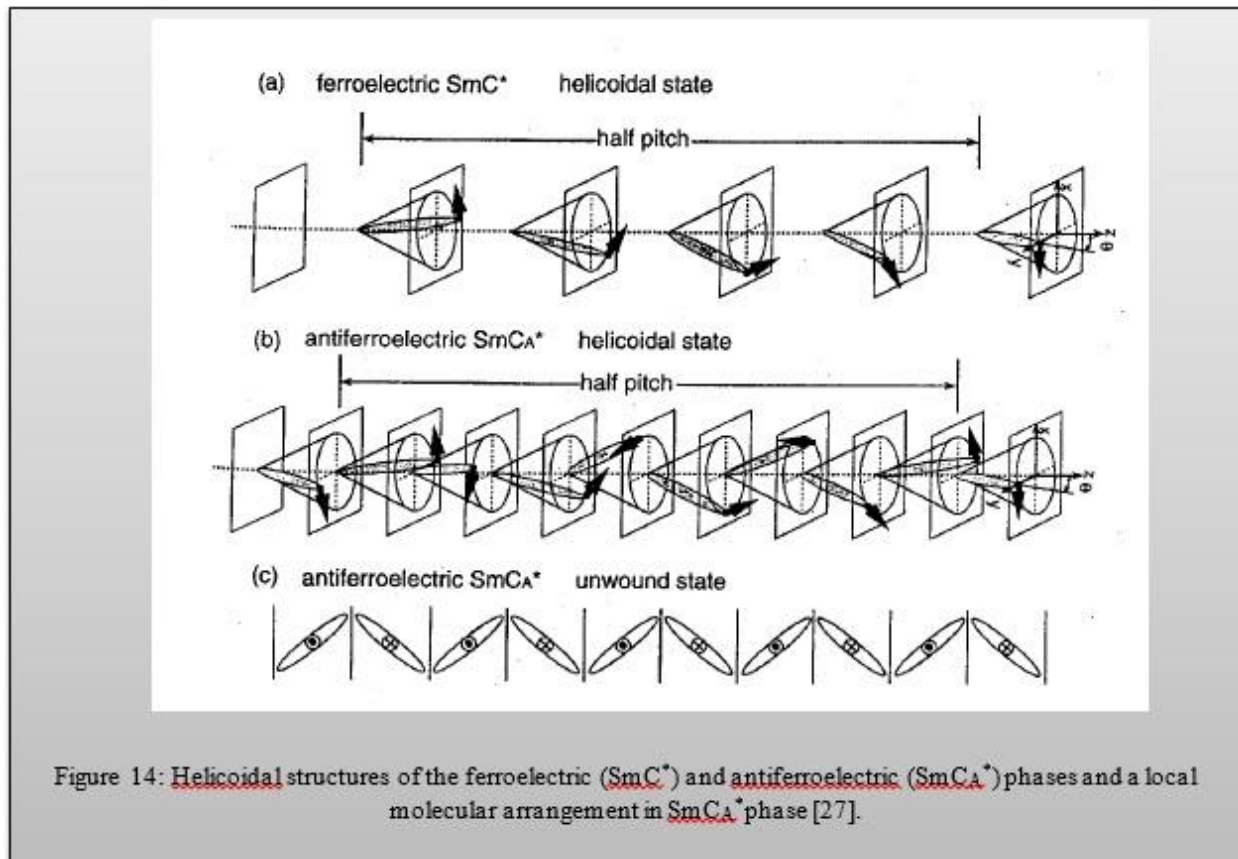 (a) ferroelectric SmC* helicoidal state
half pitch
x
z
θ
y
(b) antiferroelectric SmCA* helicoidal state
half pitch
x
z
θ
y
(c) antiferroelectric SmCA* unwound state
Figure 14: Helicoidal structures of the ferroelectric (SmC*) and antiferroelectric (SmCA*) phases and a local
molecular arrangement in SmCA* phase [27].